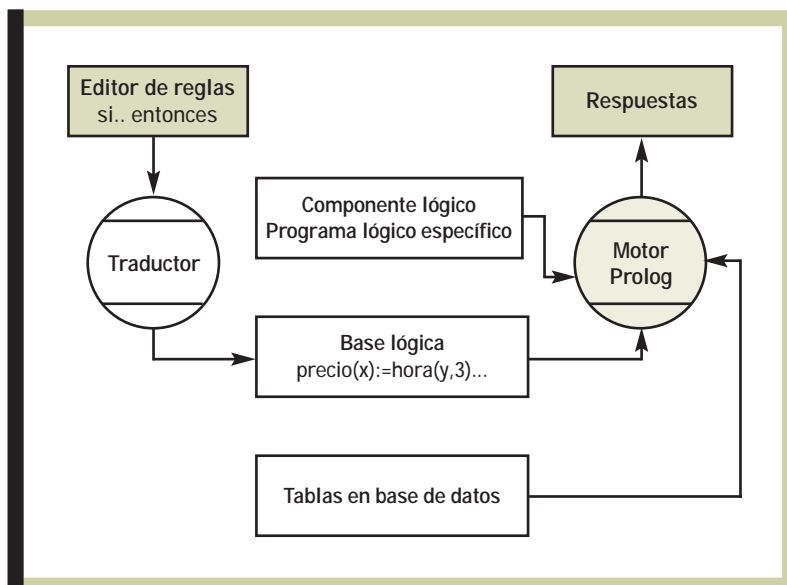 Editor de reglas
si.. entonces
Respuestas
Componente lógico
Programa lógico específico
Traductor
Motor
Prolog
Base lógica
precio(x):=hora(y,3)...
Tablas en base de datos